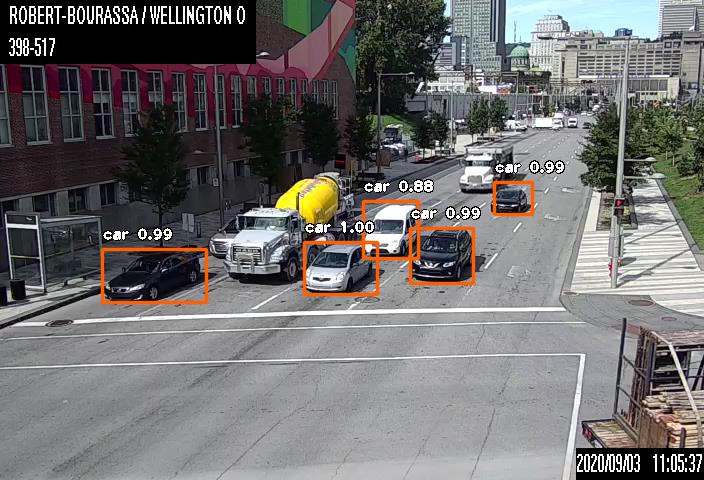 ROBERT-BOURASSA / WELLINGTON O
398-517
car 0.99
car 0.88
car 0.99
car 0.99
car 1.00
2020/09/03 11:05:37